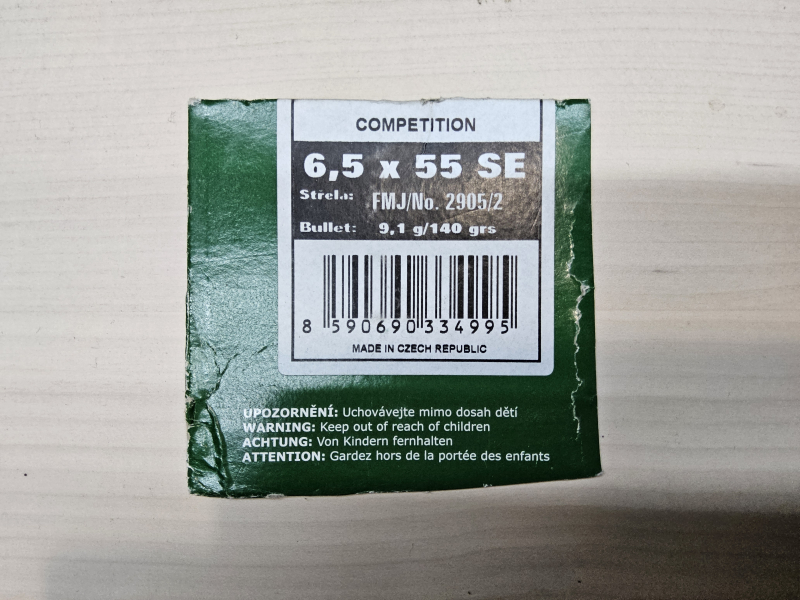 COMPETITION
6,5 x 55 SE
Střela: FMJ/No. 2905/2
Bullet: 9,1 g/140 grs
8 590690 334995
MADE IN CZECH REPUBLIC
UPOZORNĚNÍ: Uchovávejte mimo dosah dětí
WARNING: Keep out of reach of children
ACHTUNG: Von Kindern fernhalten
ATTENTION: Gardez hors de la portée des enfants